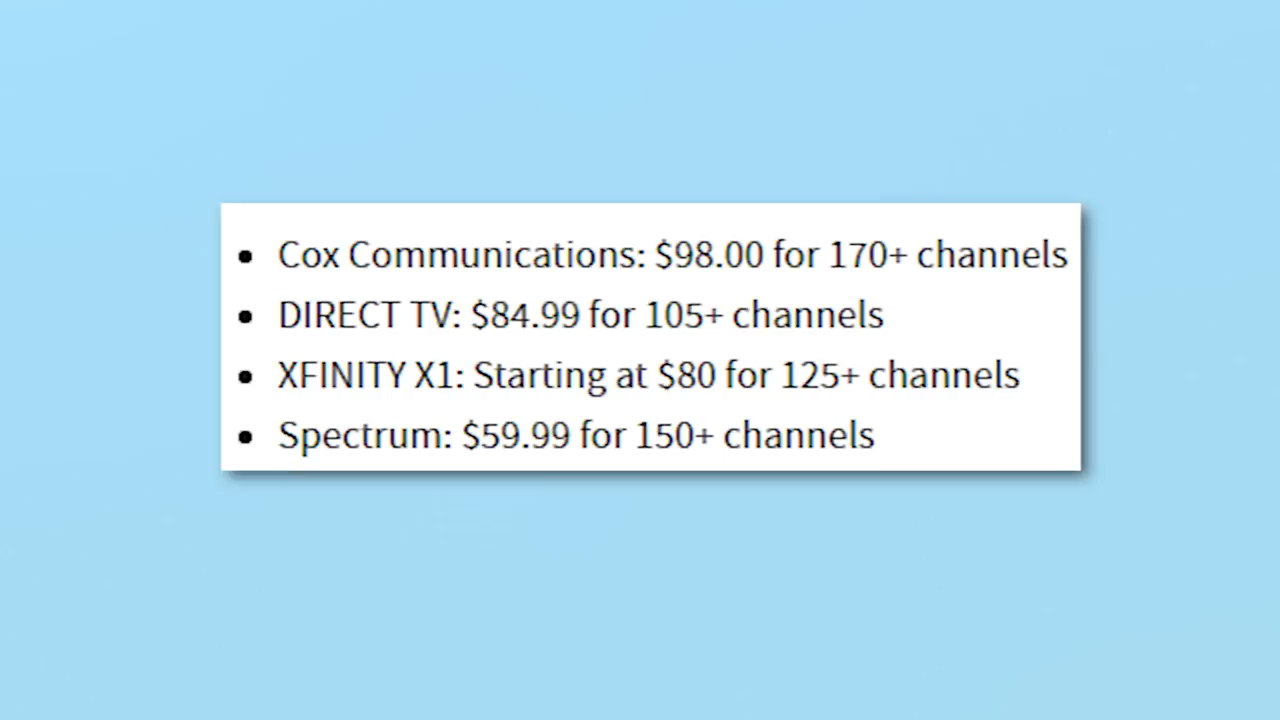 • Cox Communications: $98.00 for 170+ channels
• DIRECT TV: $84.99 for 105+ channels
• XFINITY X1: Starting at $80 for 125+ channels
• Spectrum: $59.99 for 150+ channels